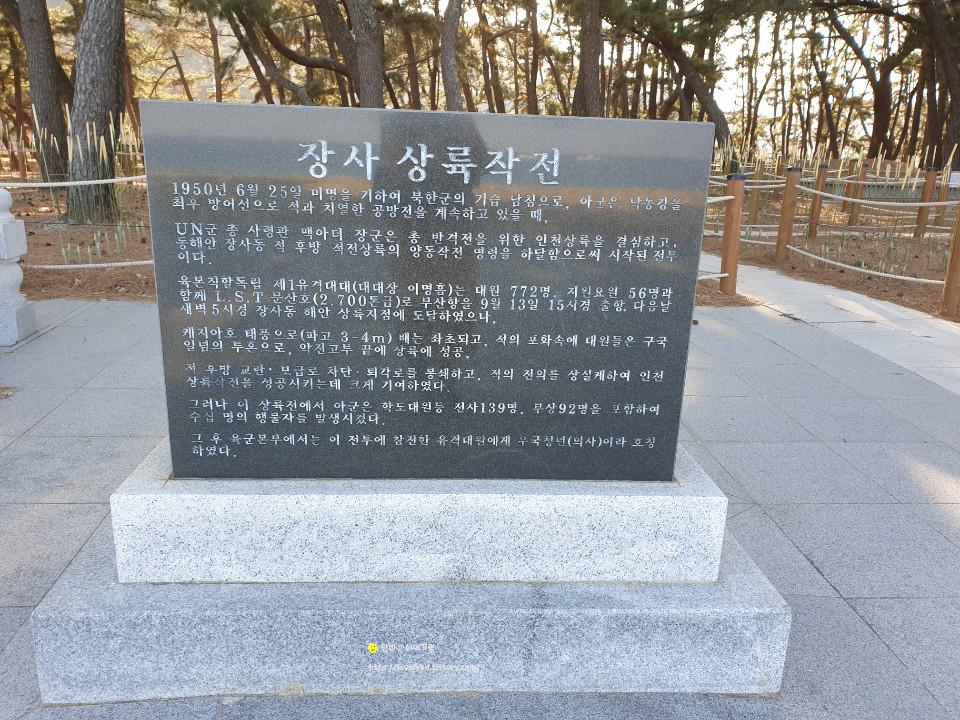 장사 상륙작전
1950년 6월 25일 미명을 기하여 북한군의 기습 남침으로, 아군은 낙농강을
최우 방어선으로 적과 치열한 공방전을 계속하고 있을 때,
UN군 총 사령관 맥아더 장군은 총 반격전을 위한 인천상륙을 결심하고,
동해안 장사동 적 후방 적전상륙의 양동작전 명령을 하달함으로써 시작된 전투
이다.
육본직할독립 제1유격대대(대대장 이명흠)는 대원 772명, 지원요원 56명과
함께 L.S.T 문산호(2,700톤급)로 부산항을 9월 13일 15시경 출항, 다음날
새벽 5시경 장사동 해안 상륙지점에 도달하였으나,
캐지아호 태풍으로(파고 3-4m) 배는 좌초되고, 적의 포화속에 대원들은 구국
일념의 투혼으로, 악전고투 끝에 상륙에 성공,
적 후방 교란·보급로 차단·퇴각로를 봉쇄하고, 적의 전의를 상실케하여 인천
상륙작전을 성공시키는데 크게 기여하였다.
그러나 이 상륙전에서 아군은 학도대원등 전사139명, 부상92명을 포함하여
수십 명의 행불자를 발생시켰다.
그 후 육군본부에서는 이 전투에 참전한 유격대원에게 우국청년(의사)이라 호칭
하였다.